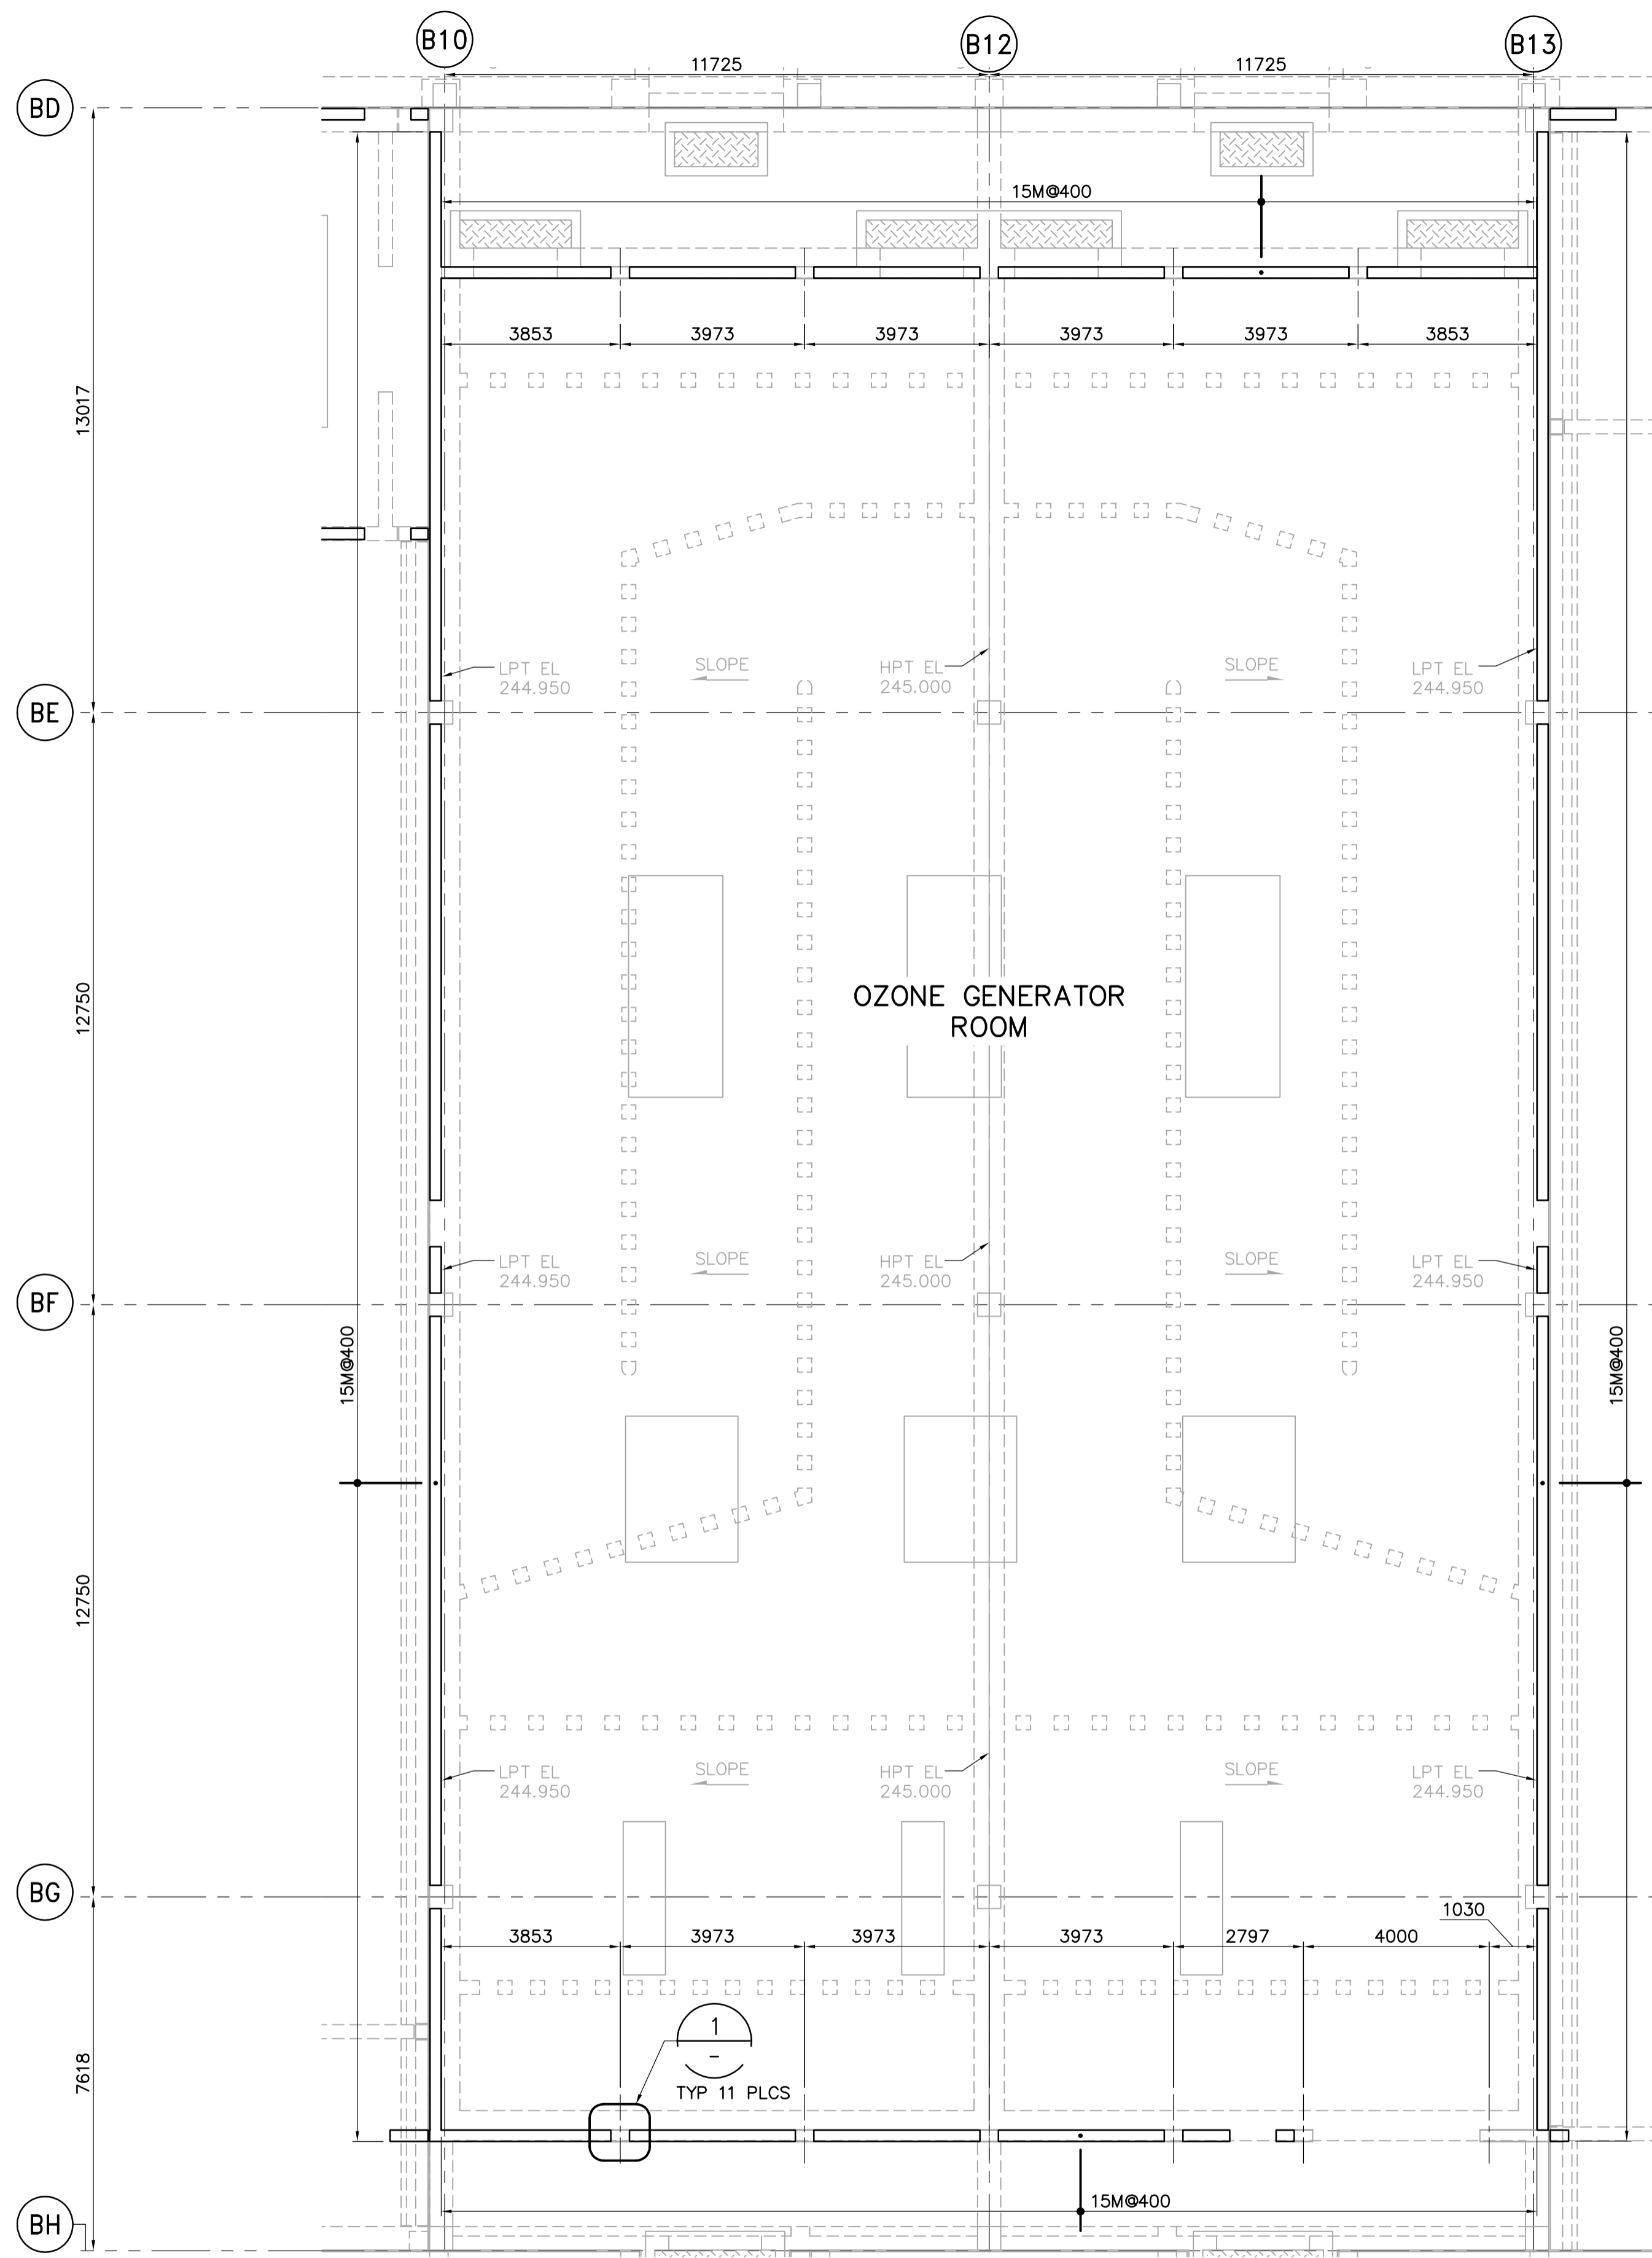 B10
B12
B13
11725
11725
BD
15M@400
3853
3973
3973
3973
3973
3853
13017
LPT EL
244.950
SLOPE
HPT EL
245.000
SLOPE
LPT EL
244.950
BE
12750
OZONE GENERATOR
ROOM
LPT EL
244.950
SLOPE
HPT EL
245.000
SLOPE
LPT EL
244.950
BF
15M@400
15M@400
12750
LPT EL
244.950
SLOPE
HPT EL
245.000
SLOPE
LPT EL
244.950
BG
3853
3973
3973
3973
2797
4000
1030
1
-
TYP 11 PLCS
7618
15M@400
BH